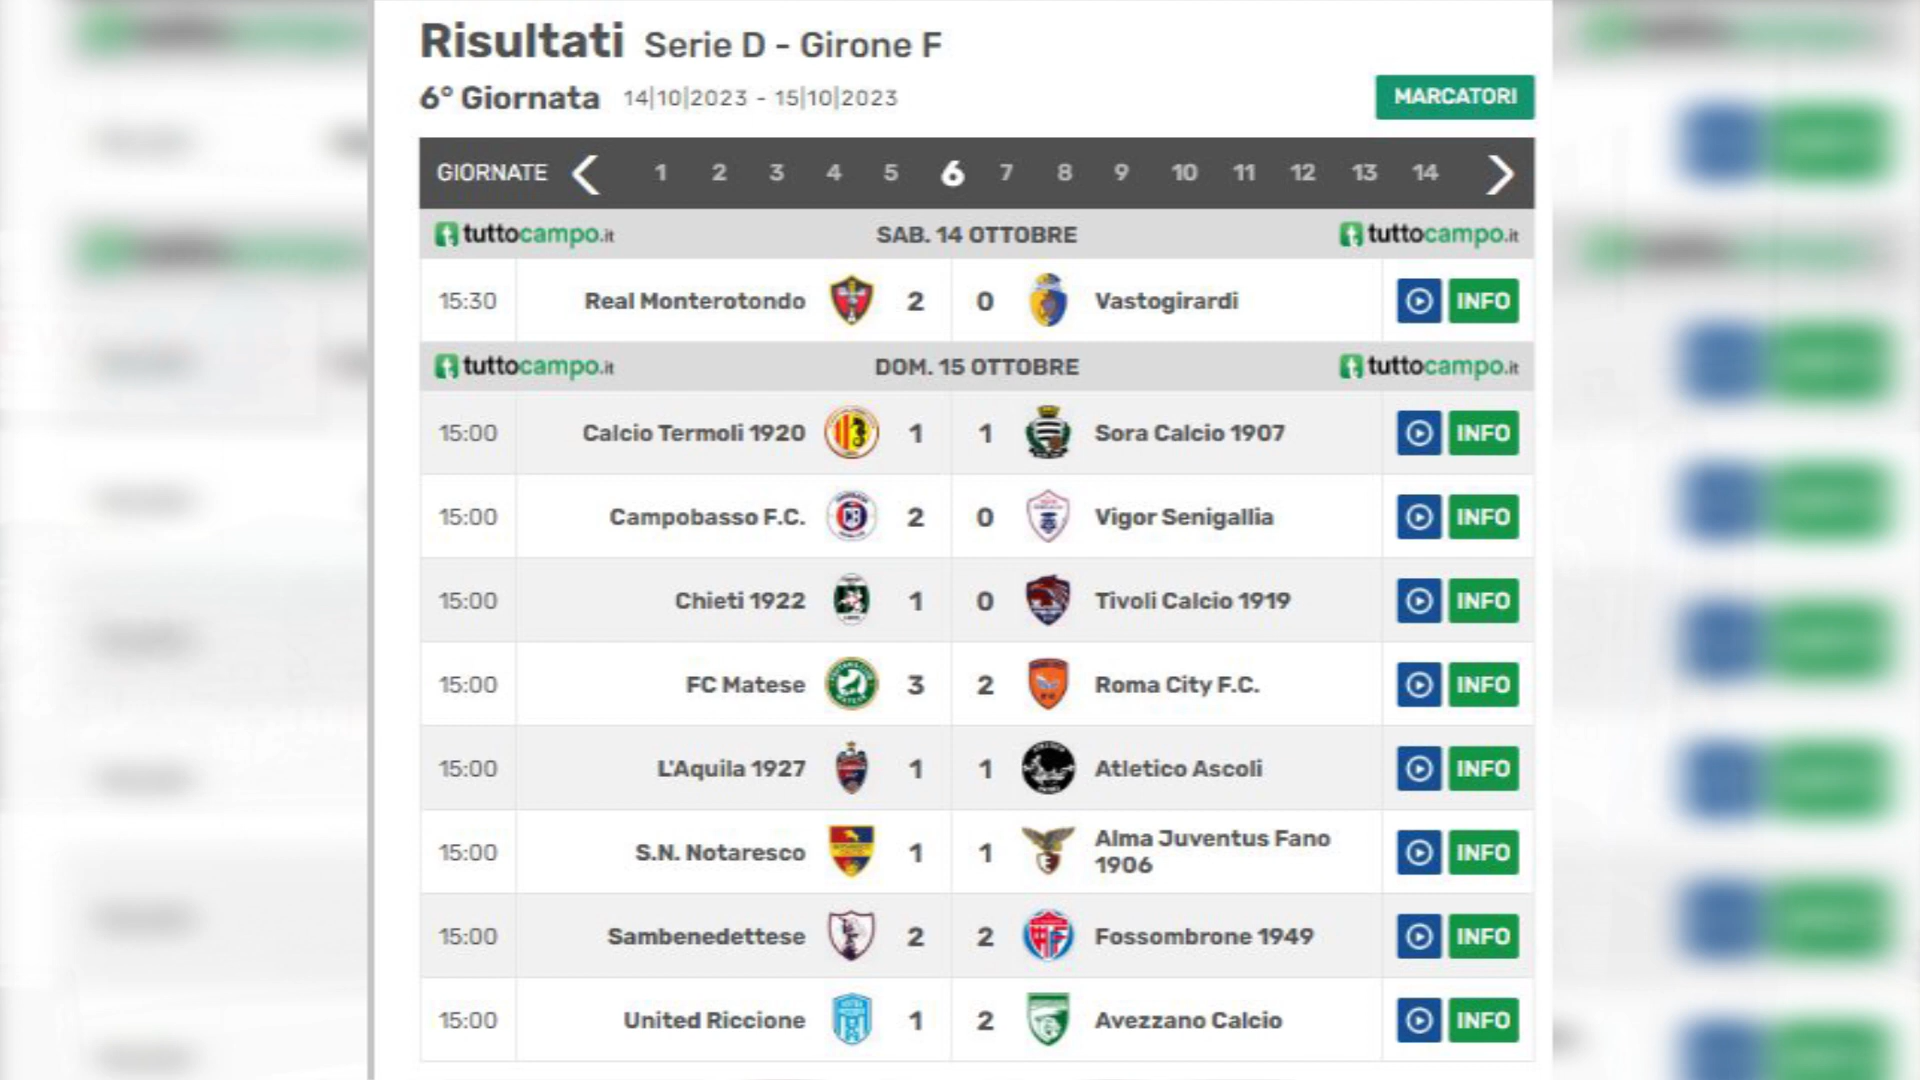 Risultati Serie D - Girone F
6° Giornata 14|10|2023 - 15|10|2023
MARCATORI
GIORNATE 1 2 3 4 5 6 7 8 9 10 11 12 13 14
tuttocampo.it SAB. 14 OTTOBRE tuttocampo.it
15:30 Real Monterotondo 2 0 Vastogirardi INFO
tuttocampo.it DOM. 15 OTTOBRE tuttocampo.it
15:00 Calcio Termoli 1920 1 1 Sora Calcio 1907 INFO
15:00 Campobasso F.C. 2 0 Vigor Senigallia INFO
15:00 Chieti 1922 1 0 Tivoli Calcio 1919 INFO
15:00 FC Matese 3 2 Roma City F.C. INFO
15:00 L'Aquila 1927 1 1 Atletico Ascoli INFO
15:00 S.N. Notaresco 1 1 Alma Juventus Fano
1906 INFO
15:00 Sambenedettese 2 2 Fossombrone 1949 INFO
15:00 United Riccione 1 2 Avezzano Calcio INFO